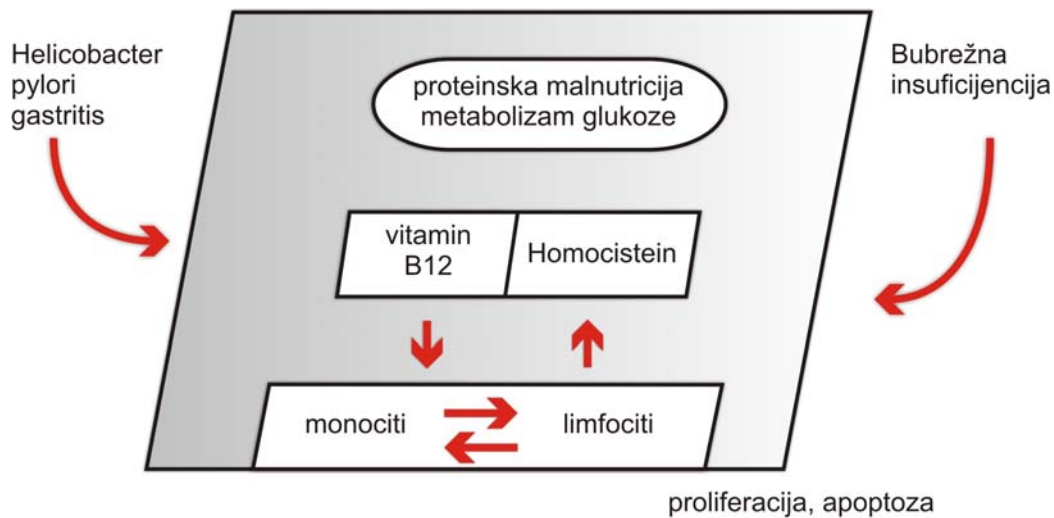 Helicobacter
pylori
gastritis
Bubrežna
insuficijencija
proteinska malnutricija
metabolizam glukoze
vitamin
B12
Homocistein
monociti
limfociti
proliferacija, apoptoza